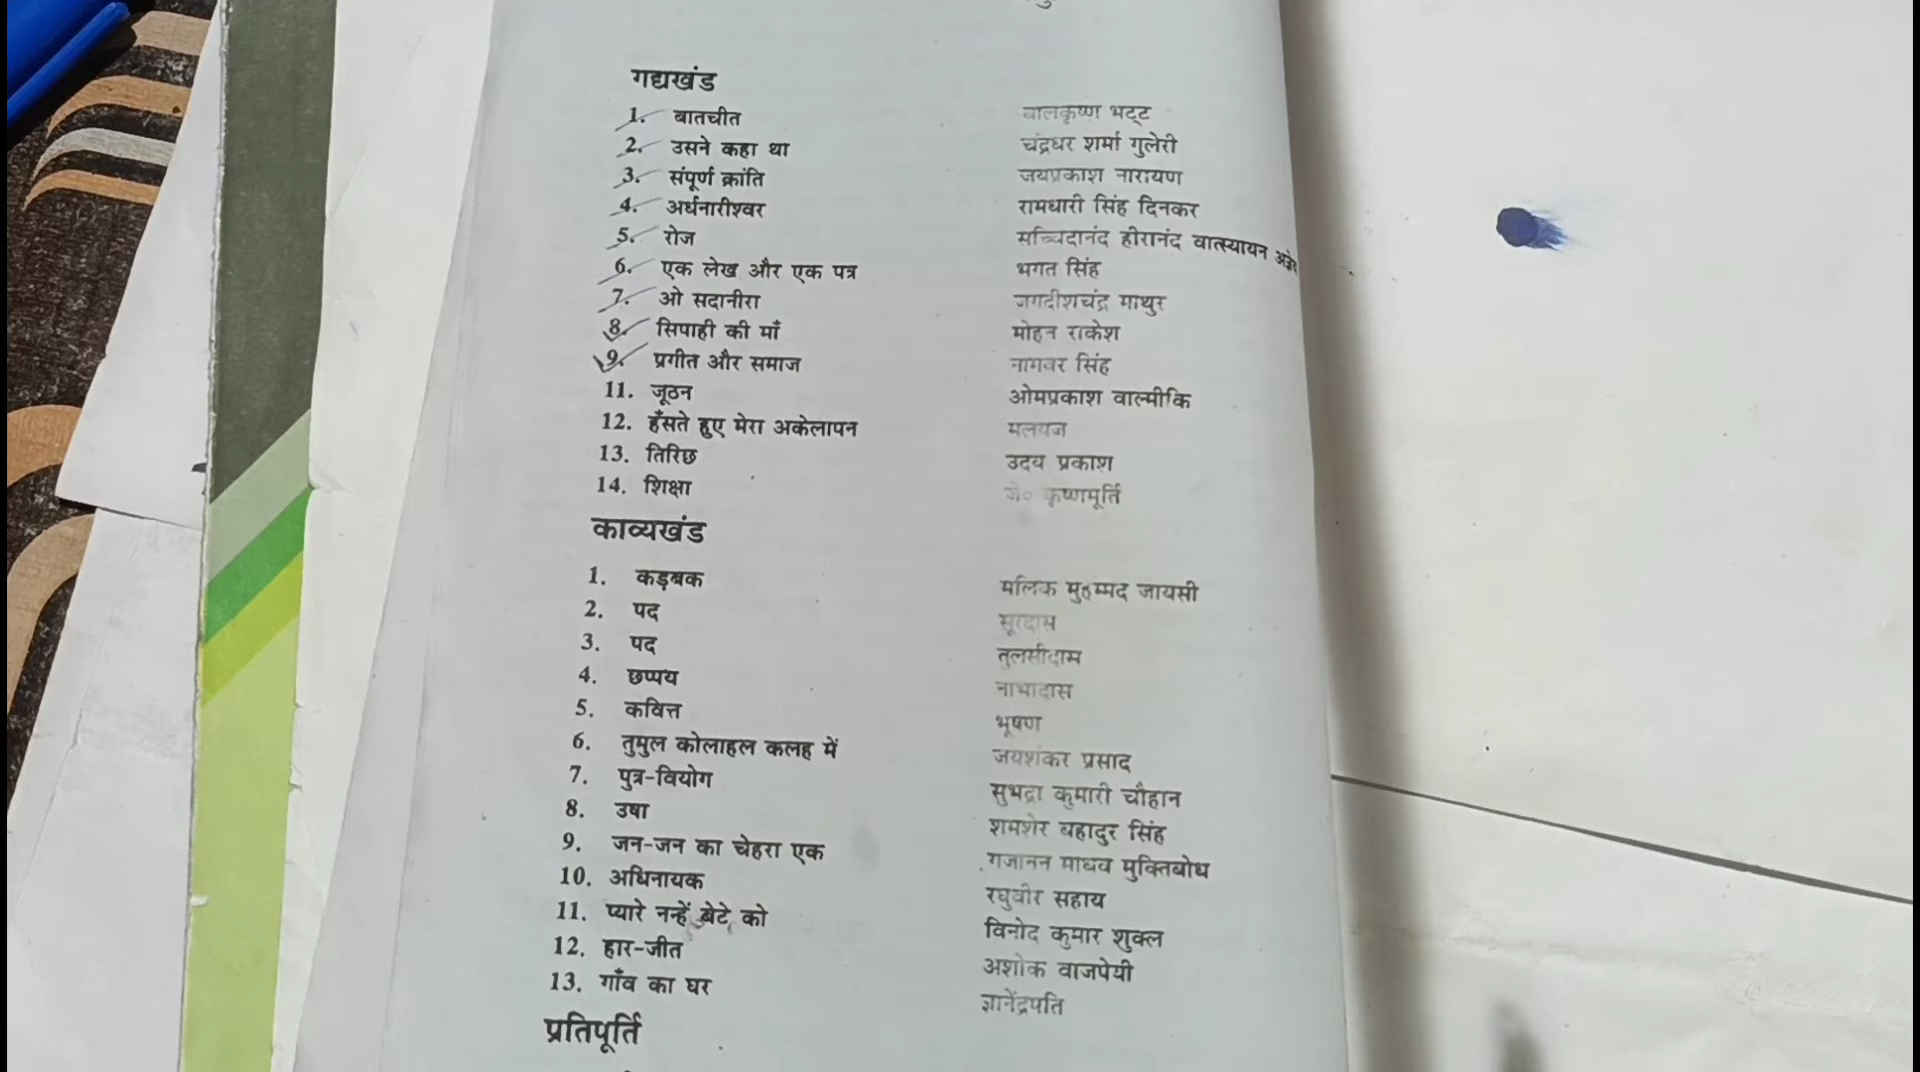 गद्यखंड
1. बातचीत बालकृष्ण भट्ट
2. उसने कहा था चंद्रधर शर्मा गुलेरी
3. संपूर्ण क्रांति जयप्रकाश नारायण
4. अर्धनारीश्वर रामधारी सिंह दिनकर
5. रोज सच्चिदानंद हीरानंद वात्स्यायन अज्ञेय
6. एक लेख और एक पत्र भगत सिंह
7. ओ सदानीरा जगदीशचंद्र माथुर
8. सिपाही की माँ मोहन राकेश
9. प्रगीत और समाज नामवर सिंह
11. जूठन ओमप्रकाश वाल्मीकि
12. हँसते हुए मेरा अकेलापन मलयज
13. तिरिछ उदय प्रकाश
14. शिक्षा जे० कृष्णमूर्ति
काव्यखंड
1. कड़बक मलिक मुहम्मद जायसी
2. पद सूरदास
3. पद तुलसीदास
4. छप्पय नाभादास
5. कवित्त भूषण
6. तुमुल कोलाहल कलह में जयशंकर प्रसाद
7. पुत्र-वियोग सुभद्रा कुमारी चौहान
8. उषा शमशेर बहादुर सिंह
9. जन-जन का चेहरा एक गजानन माधव मुक्तिबोध
10. अधिनायक रघुवीर सहाय
11. प्यारे नन्हें बेटे को विनोद कुमार शुक्ल
12. हार-जीत अशोक वाजपेयी
13. गाँव का घर ज्ञानेंद्रपति
प्रतिपूर्ति